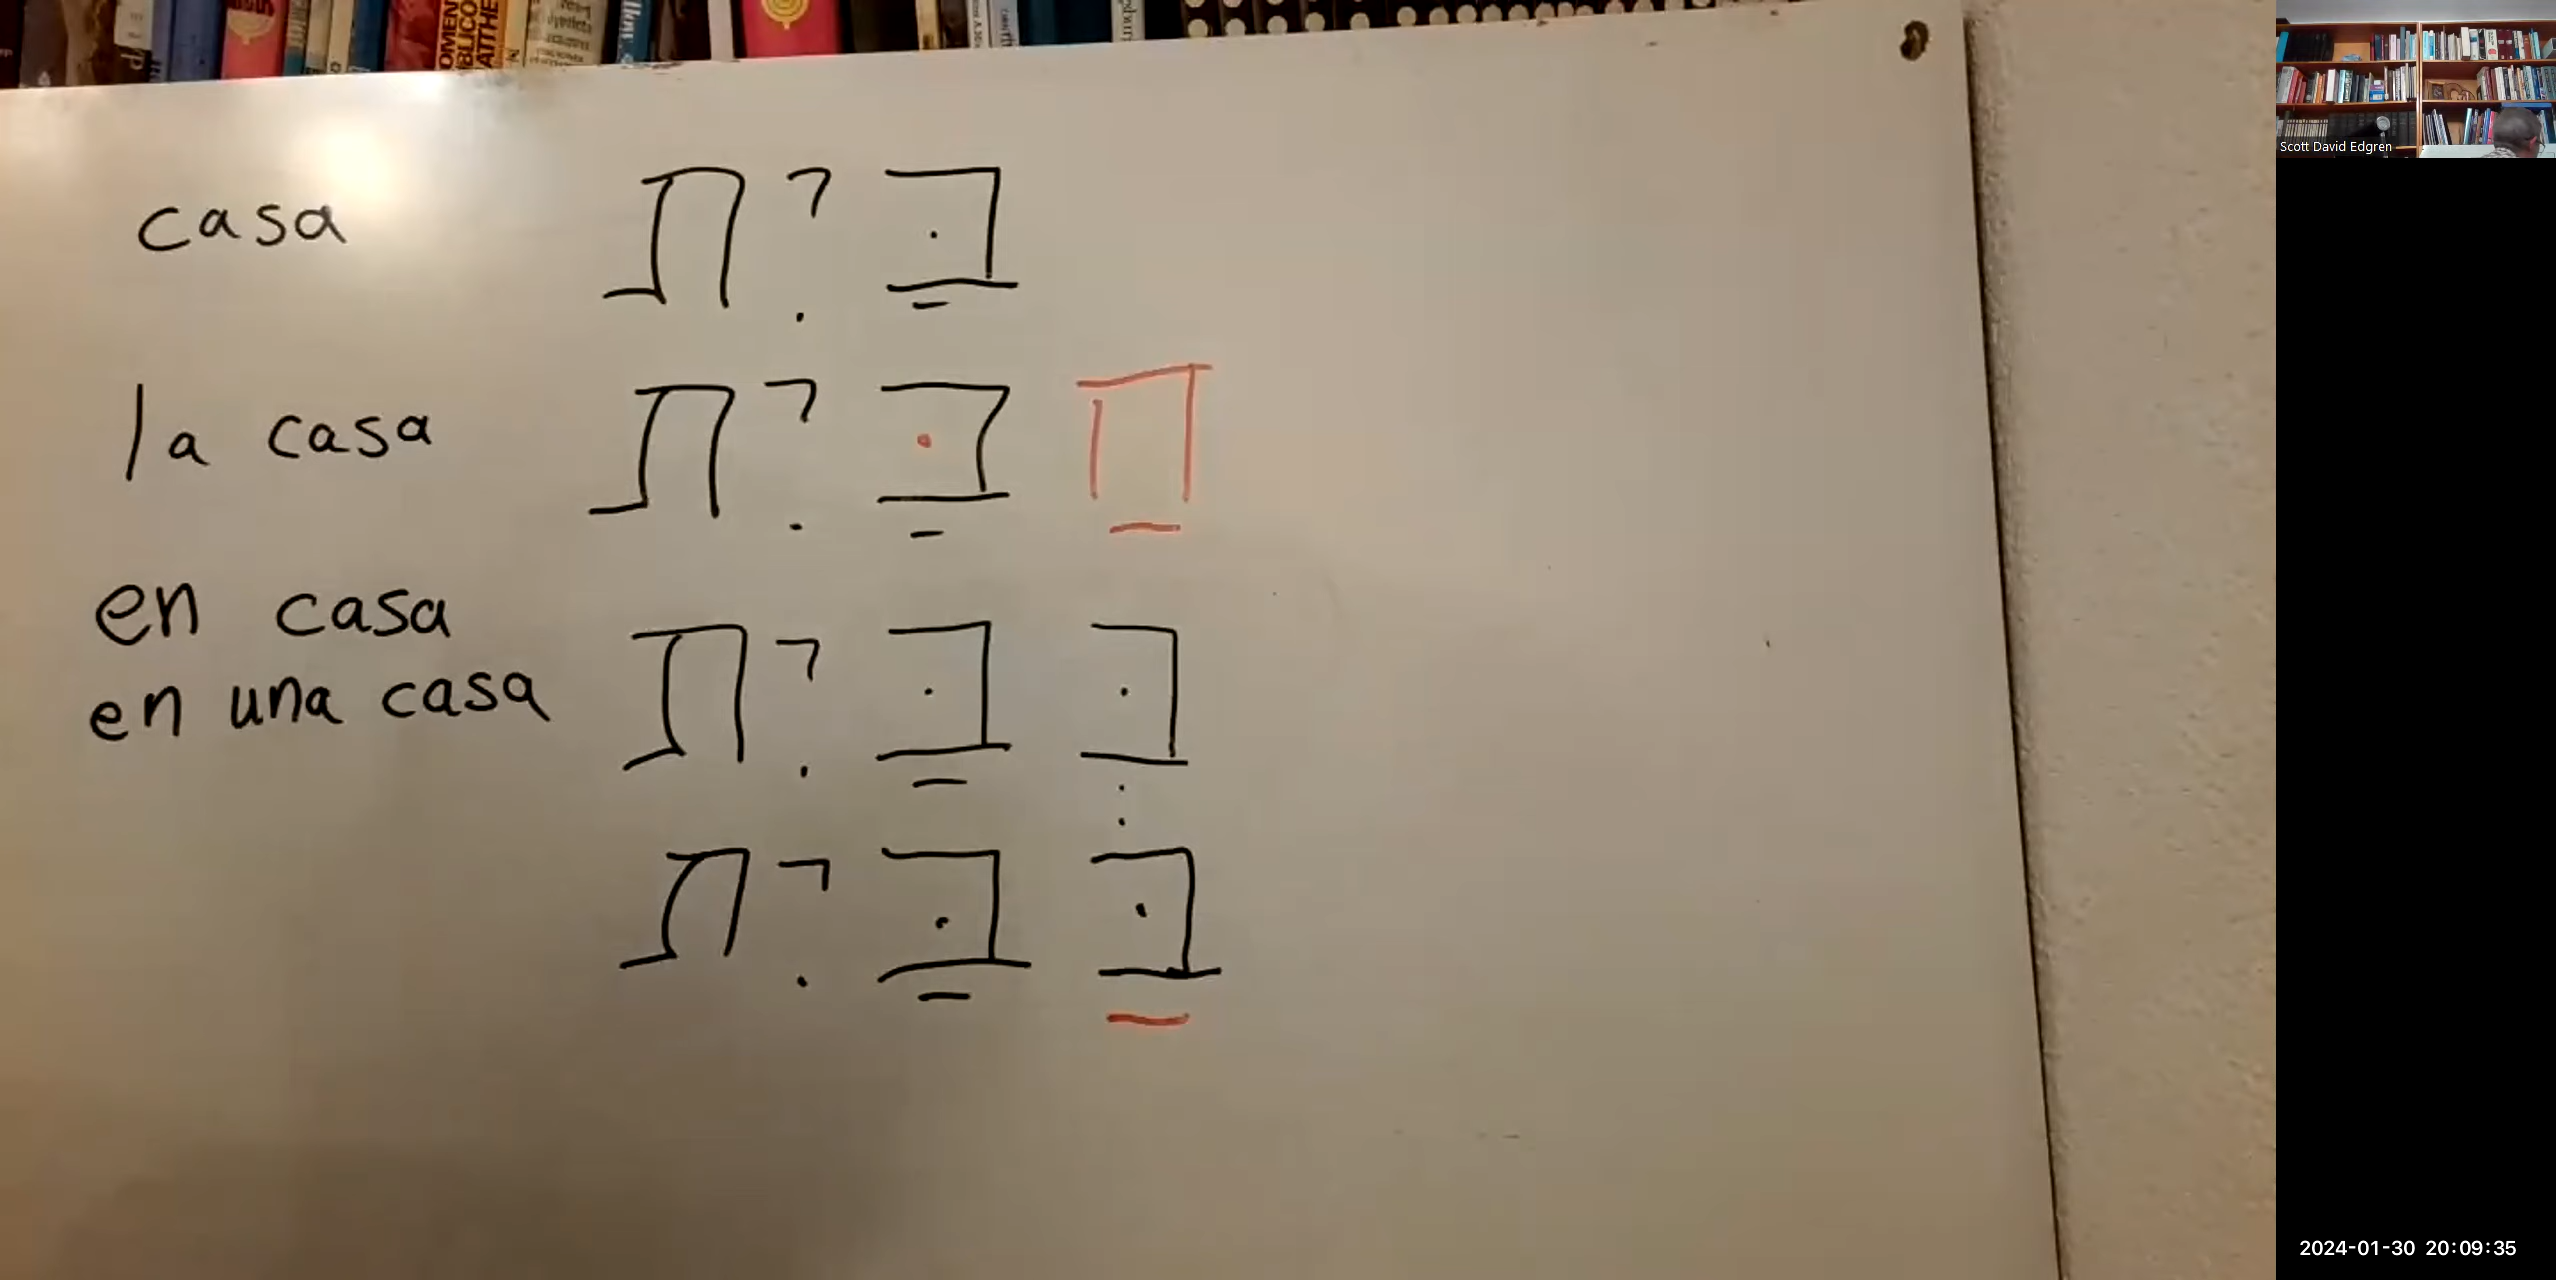 casa בַּיִת
la casa הַבַּיִת
en casa
en una casa בְּבַּיִת
בַּבַּיִת
Scott David Edgren
2024-01-30 20:09:35